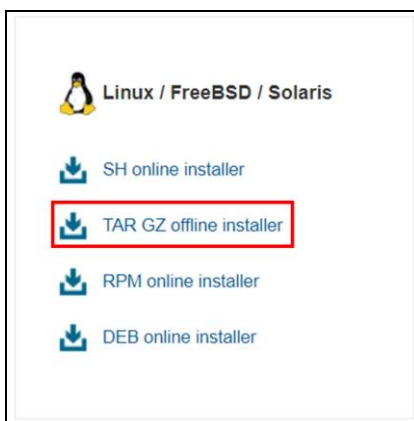 Linux / FreeBSD / Solaris
SH online installer
TAR GZ offline installer
RPM online installer
DEB online installer